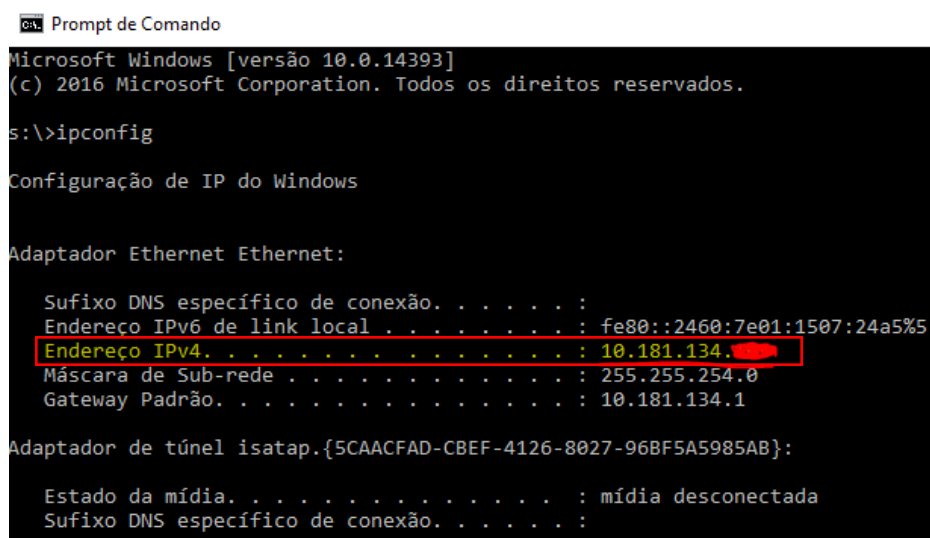 Prompt de Comando
Microsoft Windows [versão 10.0.14393]
(c) 2016 Microsoft Corporation. Todos os direitos reservados.
s:\>ipconfig
Configuração de IP do Windows
Adaptador Ethernet Ethernet:
Sufixo DNS específico de conexão. . . . . . :
Endereço IPv6 de link local . . . . . . . . : fe80::2460:7e01:1507:24a5%5
Endereço IPv4. . . . . . . . . . . . . . . : 10.181.134.
Máscara de Sub-rede . . . . . . . . . . . . : 255.255.254.0
Gateway Padrão. . . . . . . . . . . . . . . : 10.181.134.1
Adaptador de túnel isatap.{5CAACFAD-CBEF-4126-8027-96BF5A5985AB}:
Estado da mídia. . . . . . . . . . . . . . : mídia desconectada
Sufixo DNS específico de conexão. . . . . . :